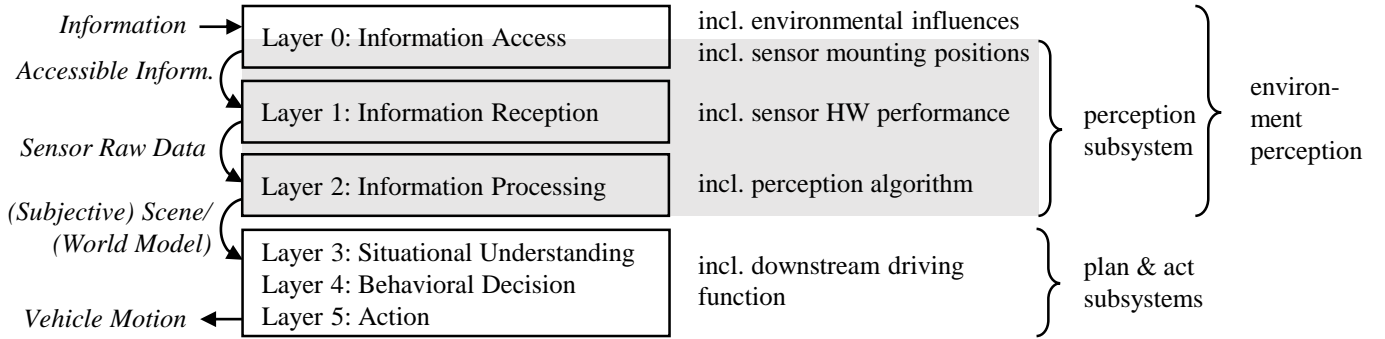 Information
Layer 0: Information Access
incl. environmental influences
incl. sensor mounting positions
Accessible Inform.
Layer 1: Information Reception
incl. sensor HW performance
Sensor Raw Data
Layer 2: Information Processing
incl. perception algorithm
perception
subsystem
environ-
ment
perception
(Subjective) Scene/
(World Model)
Layer 3: Situational Understanding
Layer 4: Behavioral Decision
Layer 5: Action
incl. downstream driving
function
plan & act
subsystems
Vehicle Motion